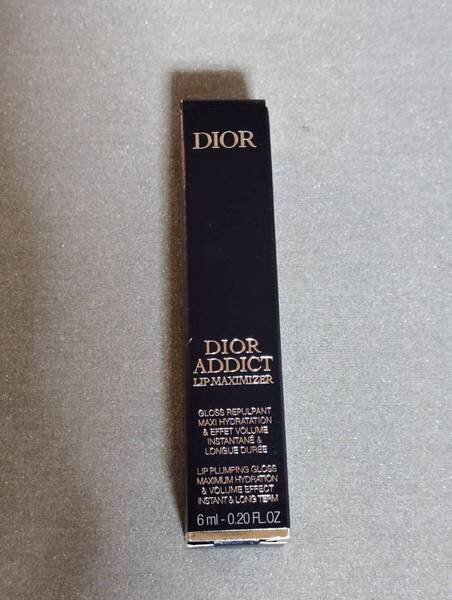 DIOR
DIOR
ADDICT
LIP MAXIMIZER
GLOSS REPULPANT
MAXI HYDRATATION
& EFFET VOLUME
INSTANTANÉ &
LONGUE DURÉE
LIP PLUMPING GLOSS
MAXIMUM HYDRATION
& VOLUME EFFECT
INSTANT & LONG TERM
6 ml - 0.20 FL.OZ